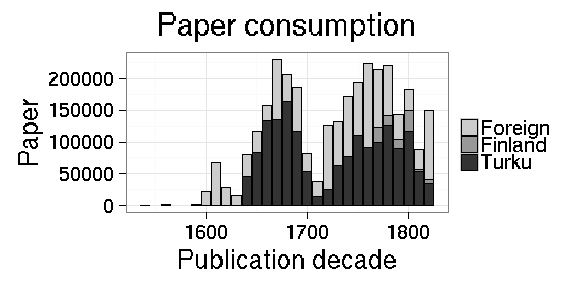 Paper consumption
Paper
200000
150000
100000
50000
0
1600 1700 1800
Publication decade
Foreign
Finland
Turku